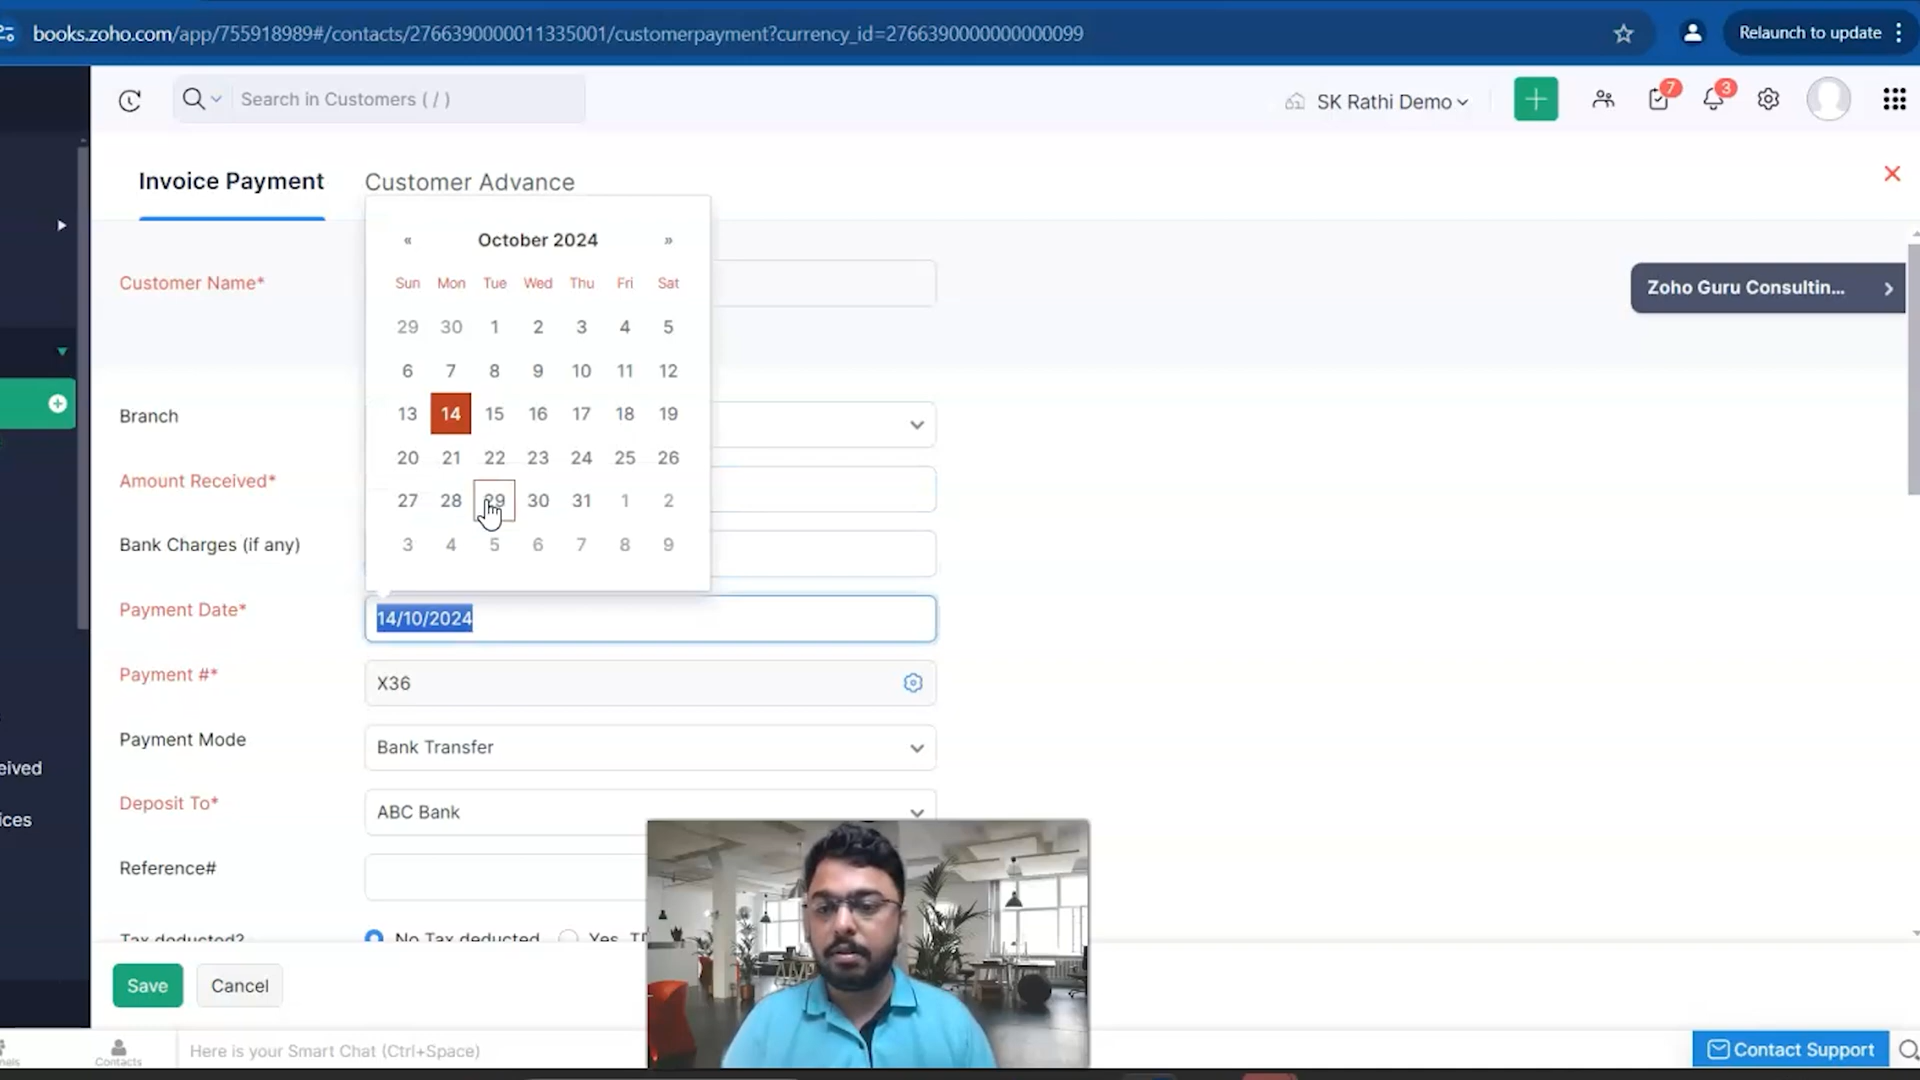 books.zoho.com/app/755918989#/contacts/2766390000011335001/customerpayment?currency_id=2766390000000000099
Relaunch to update
Search in Customers ( / )
SK Rathi Demo
7
3
Invoice Payment
Customer Advance
« October 2024 »
Sun Mon Tue Wed Thu Fri Sat
29 30 1 2 3 4 5
6 7 8 9 10 11 12
13 14 15 16 17 18 19
20 21 22 23 24 25 26
27 28 29 30 31 1 2
3 4 5 6 7 8 9
Customer Name*
Zoho Guru Consultin...
Branch
Amount Received*
Bank Charges (if any)
Payment Date*
14/10/2024
Payment #*
X36
Payment Mode
Bank Transfer
eived
Deposit To*
ABC Bank
ices
Reference#
Tax deducted?
No Tax deducted
Yes, T
Save
Cancel
nels
Contacts
Here is your Smart Chat (Ctrl+Space)
Contact Support